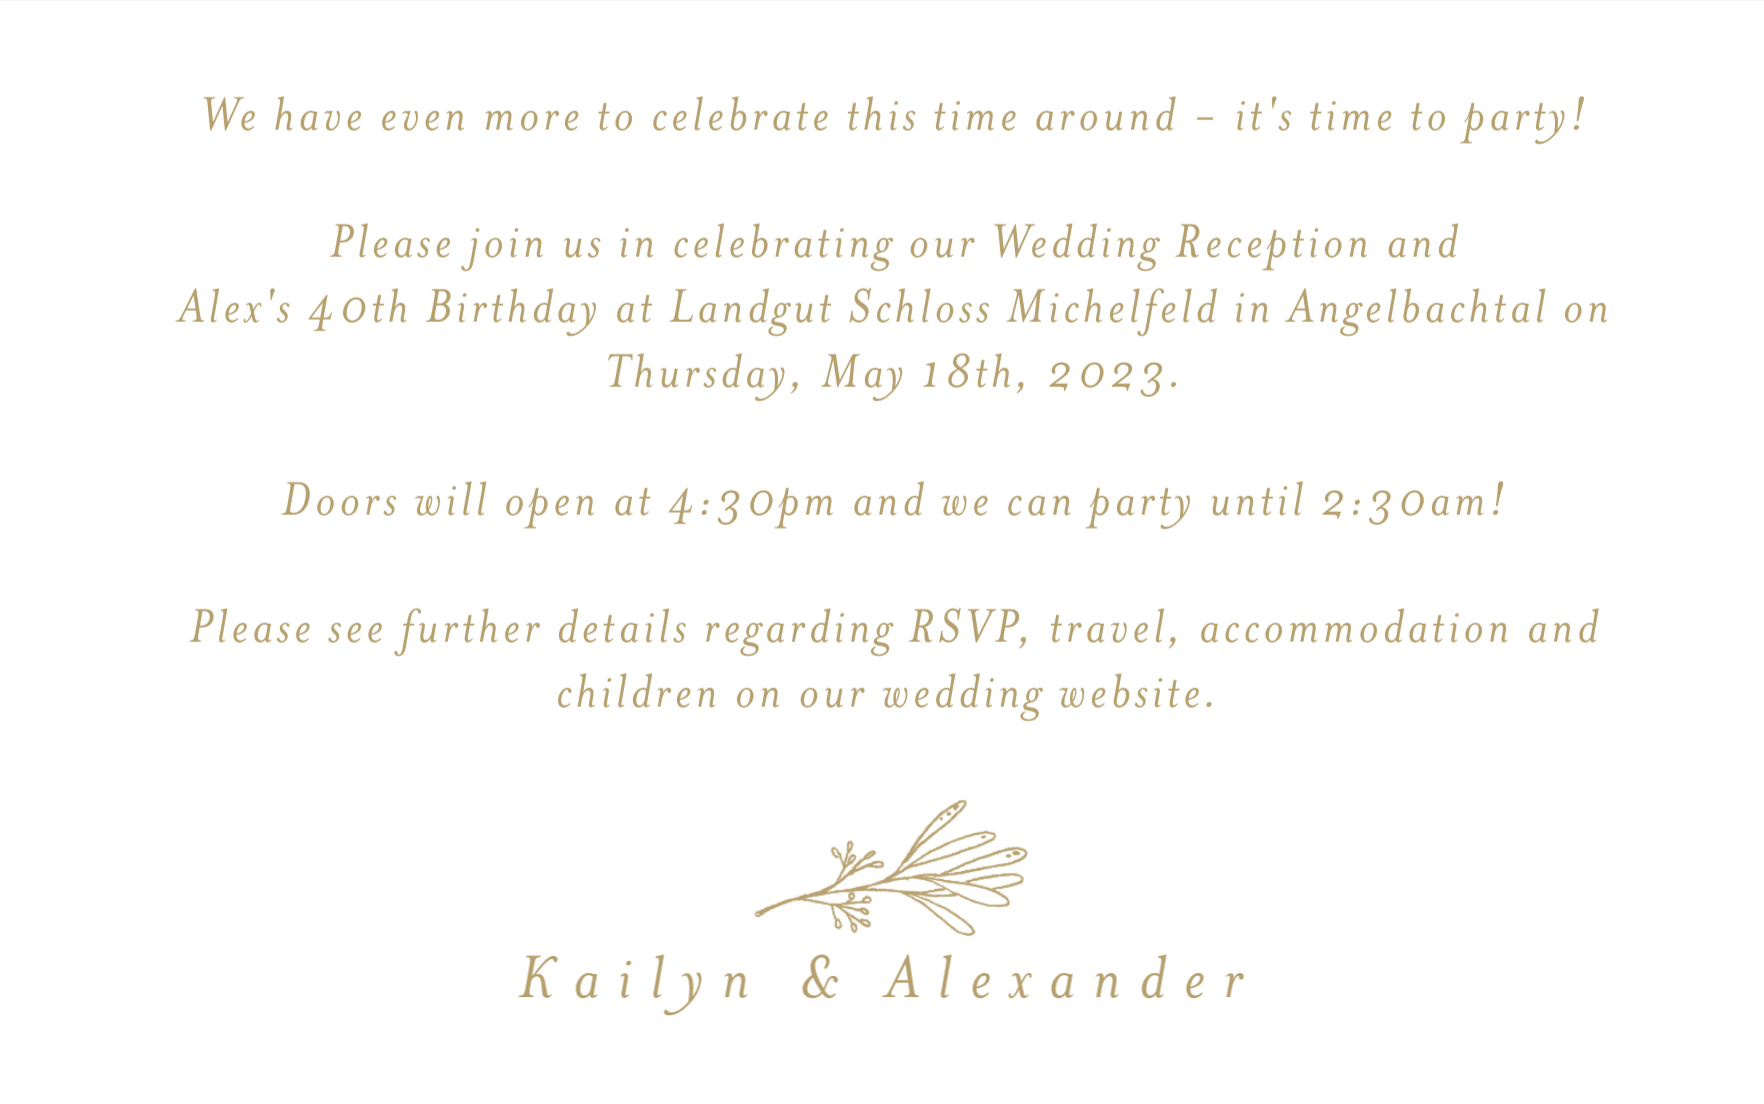 We have even more to celebrate this time around – it's time to party!
Please join us in celebrating our Wedding Reception and
Alex's 40th Birthday at Landgut Schloss Michelfeld in Angelbachtal on
Thursday, May 18th, 2023.
Doors will open at 4:30pm and we can party until 2:30am!
Please see further details regarding RSVP, travel, accommodation and
children on our wedding website.
Kailyn & Alexander